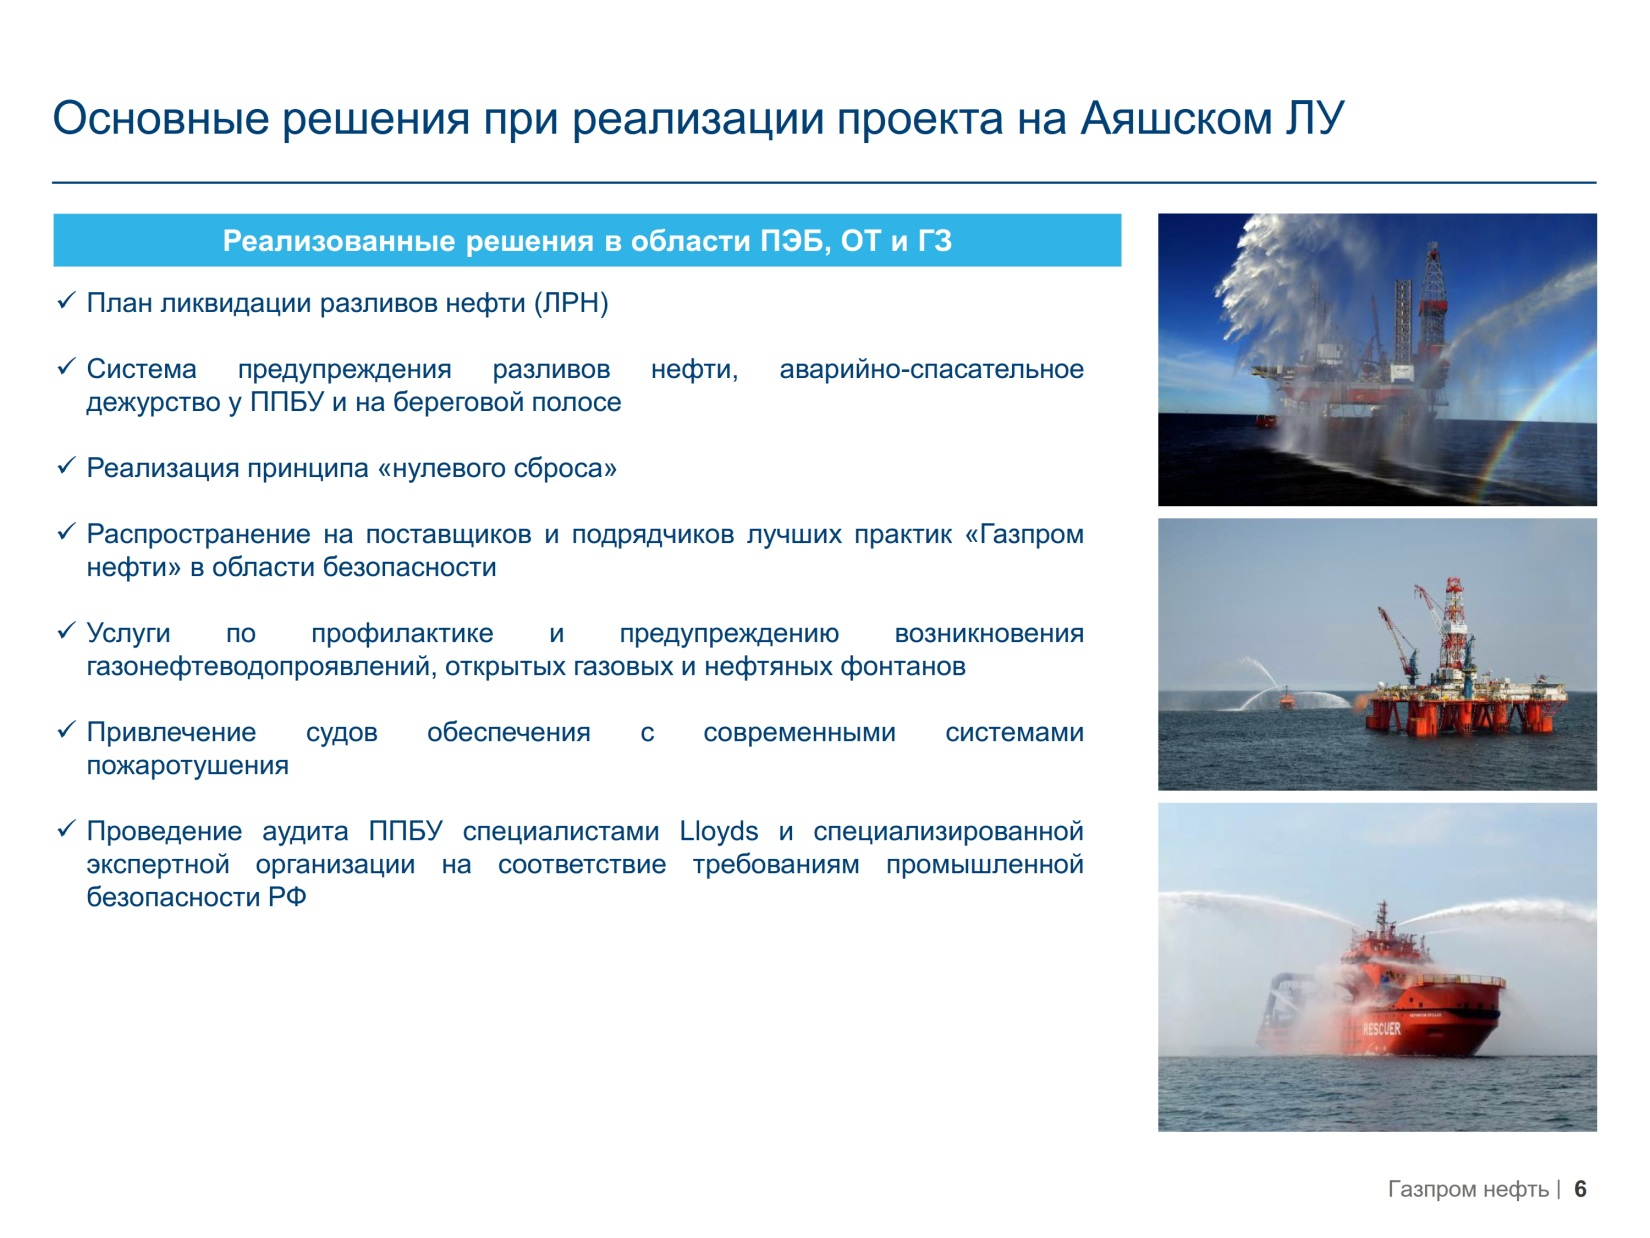 Основные решения при реализации проекта на Аяшском ЛУ
Реализованные решения в области ПЭБ, ОТ и ГЗ
✓ План ликвидации разливов нефти (ЛРН)
✓ Система предупреждения разливов нефти, аварийно-спасательное
дежурство у ППБУ и на береговой полосе
✓ Реализация принципа «нулевого сброса»
✓ Распространение на поставщиков и подрядчиков лучших практик «Газпром
нефти» в области безопасности
✓ Услуги по профилактике и предупреждению возникновения
газонефтеводопроявлений, открытых газовых и нефтяных фонтанов
✓ Привлечение судов обеспечения с современными системами
пожаротушения
✓ Проведение аудита ППБУ специалистами Lloyds и специализированной
экспертной организации на соответствие требованиям промышленной
безопасности РФ
RESCUER
Газпром нефть | 6